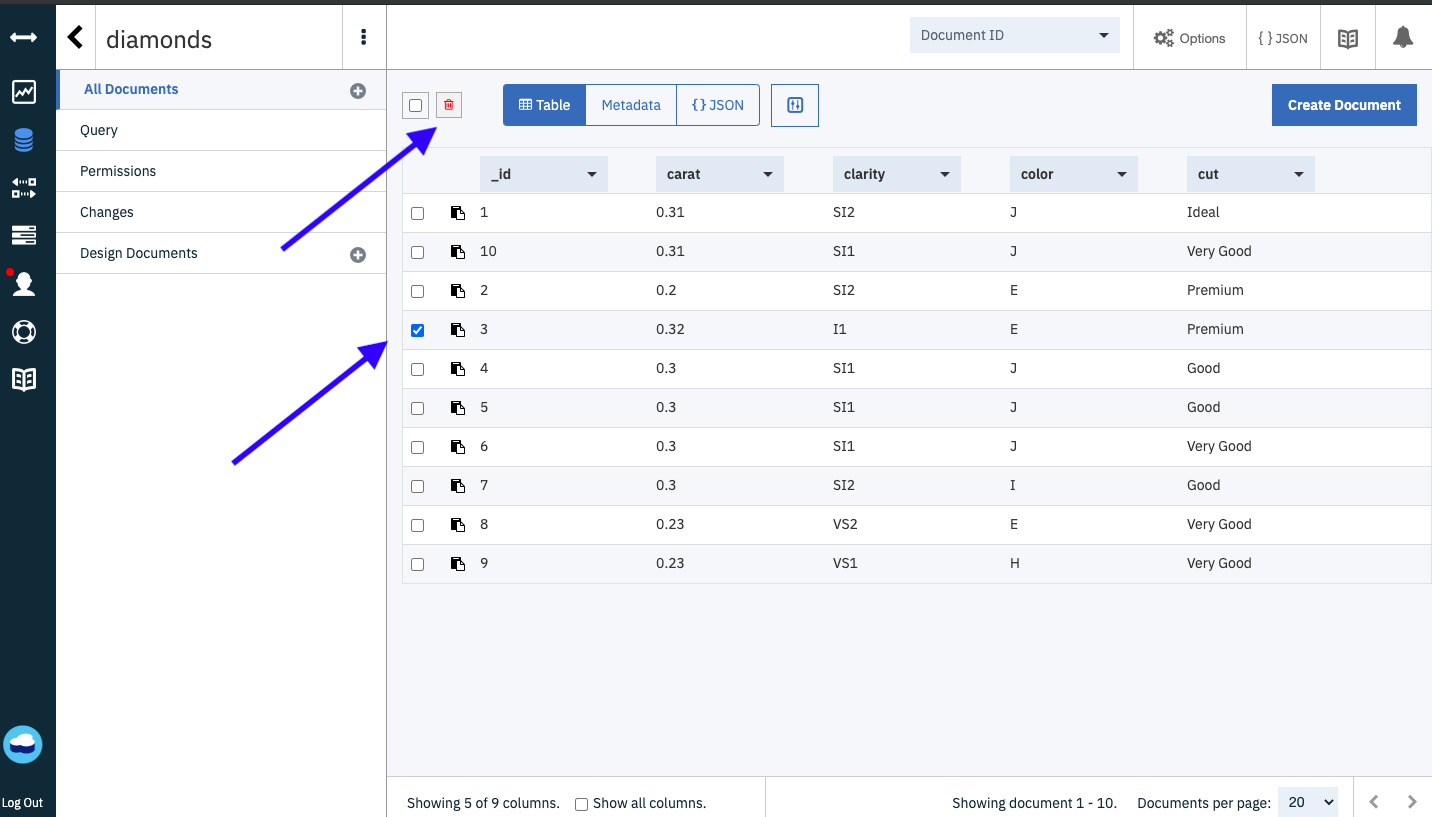 diamonds
Document ID
Options
{ } JSON
All Documents
Query
Permissions
Changes
Design Documents
Table
Metadata
{ } JSON
Create Document
_id carat clarity color cut
1 0.31 SI2 J Ideal
10 0.31 SI1 J Very Good
2 0.2 SI2 E Premium
3 0.32 I1 E Premium
4 0.3 SI1 J Good
5 0.3 SI1 J Good
6 0.3 SI1 J Very Good
7 0.3 SI2 I Good
8 0.23 VS2 E Very Good
9 0.23 VS1 H Very Good
Log Out
Showing 5 of 9 columns. Show all columns. Showing document 1 - 10. Documents per page: 20